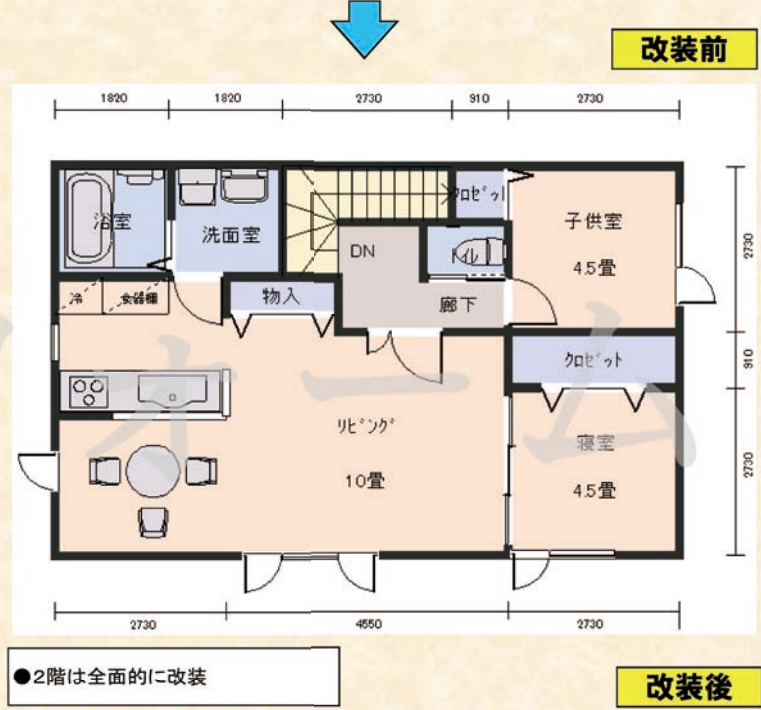 改装前
1820 1820 2730 910 2730
浴室
洗面室
クロゼット
子供室
4.5畳
DN
トイレ
廊下
冷
食器棚
物入
クロゼット
リビング
10畳
寝室
4.5畳
2730
910
2730
2730 4550 2730
ォーム
●2階は全面的に改装
改装後